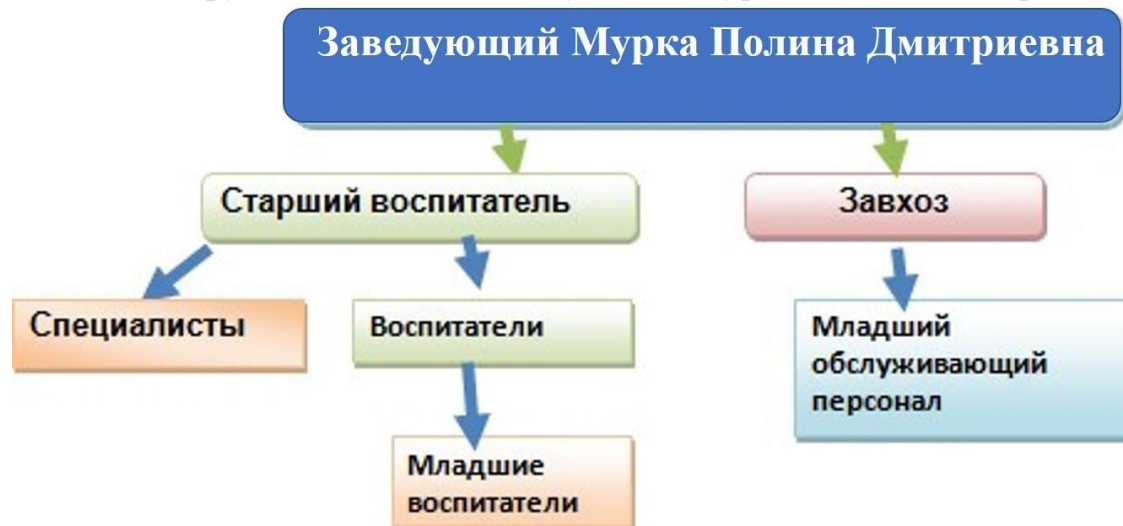 Заведующий Мурка Полина Дмитриевна
Старший воспитатель
Завхоз
Специалисты
Воспитатели
Младший
обслуживающий
персонал
Младшие
воспитатели